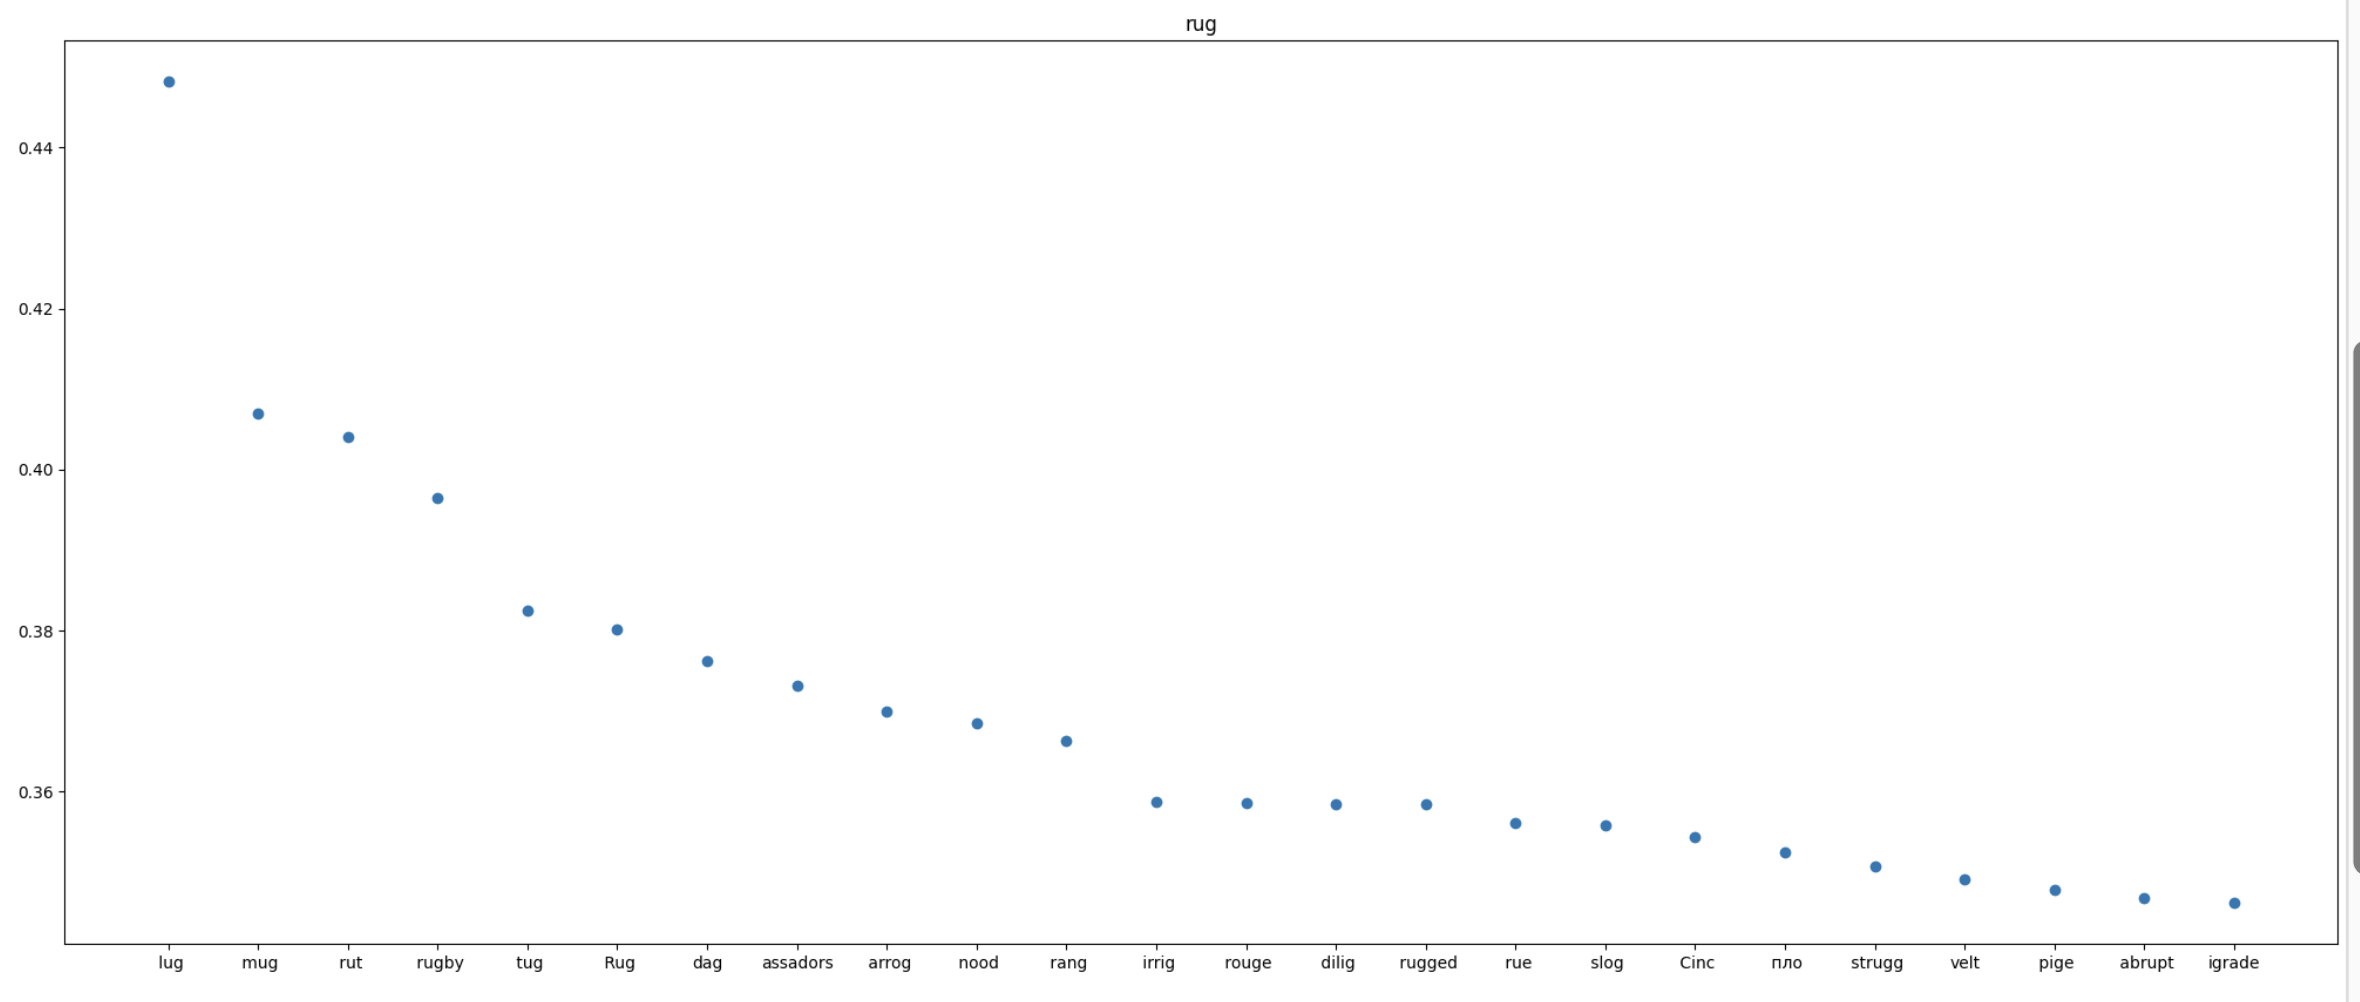 rug
0.44
0.42
0.40
0.38
0.36
lug mug rut rugby tug Rug dag assadors arrog nood rang irrig rouge dilig rugged rue slog Cinc пло strugg velt pige abrupt igrade